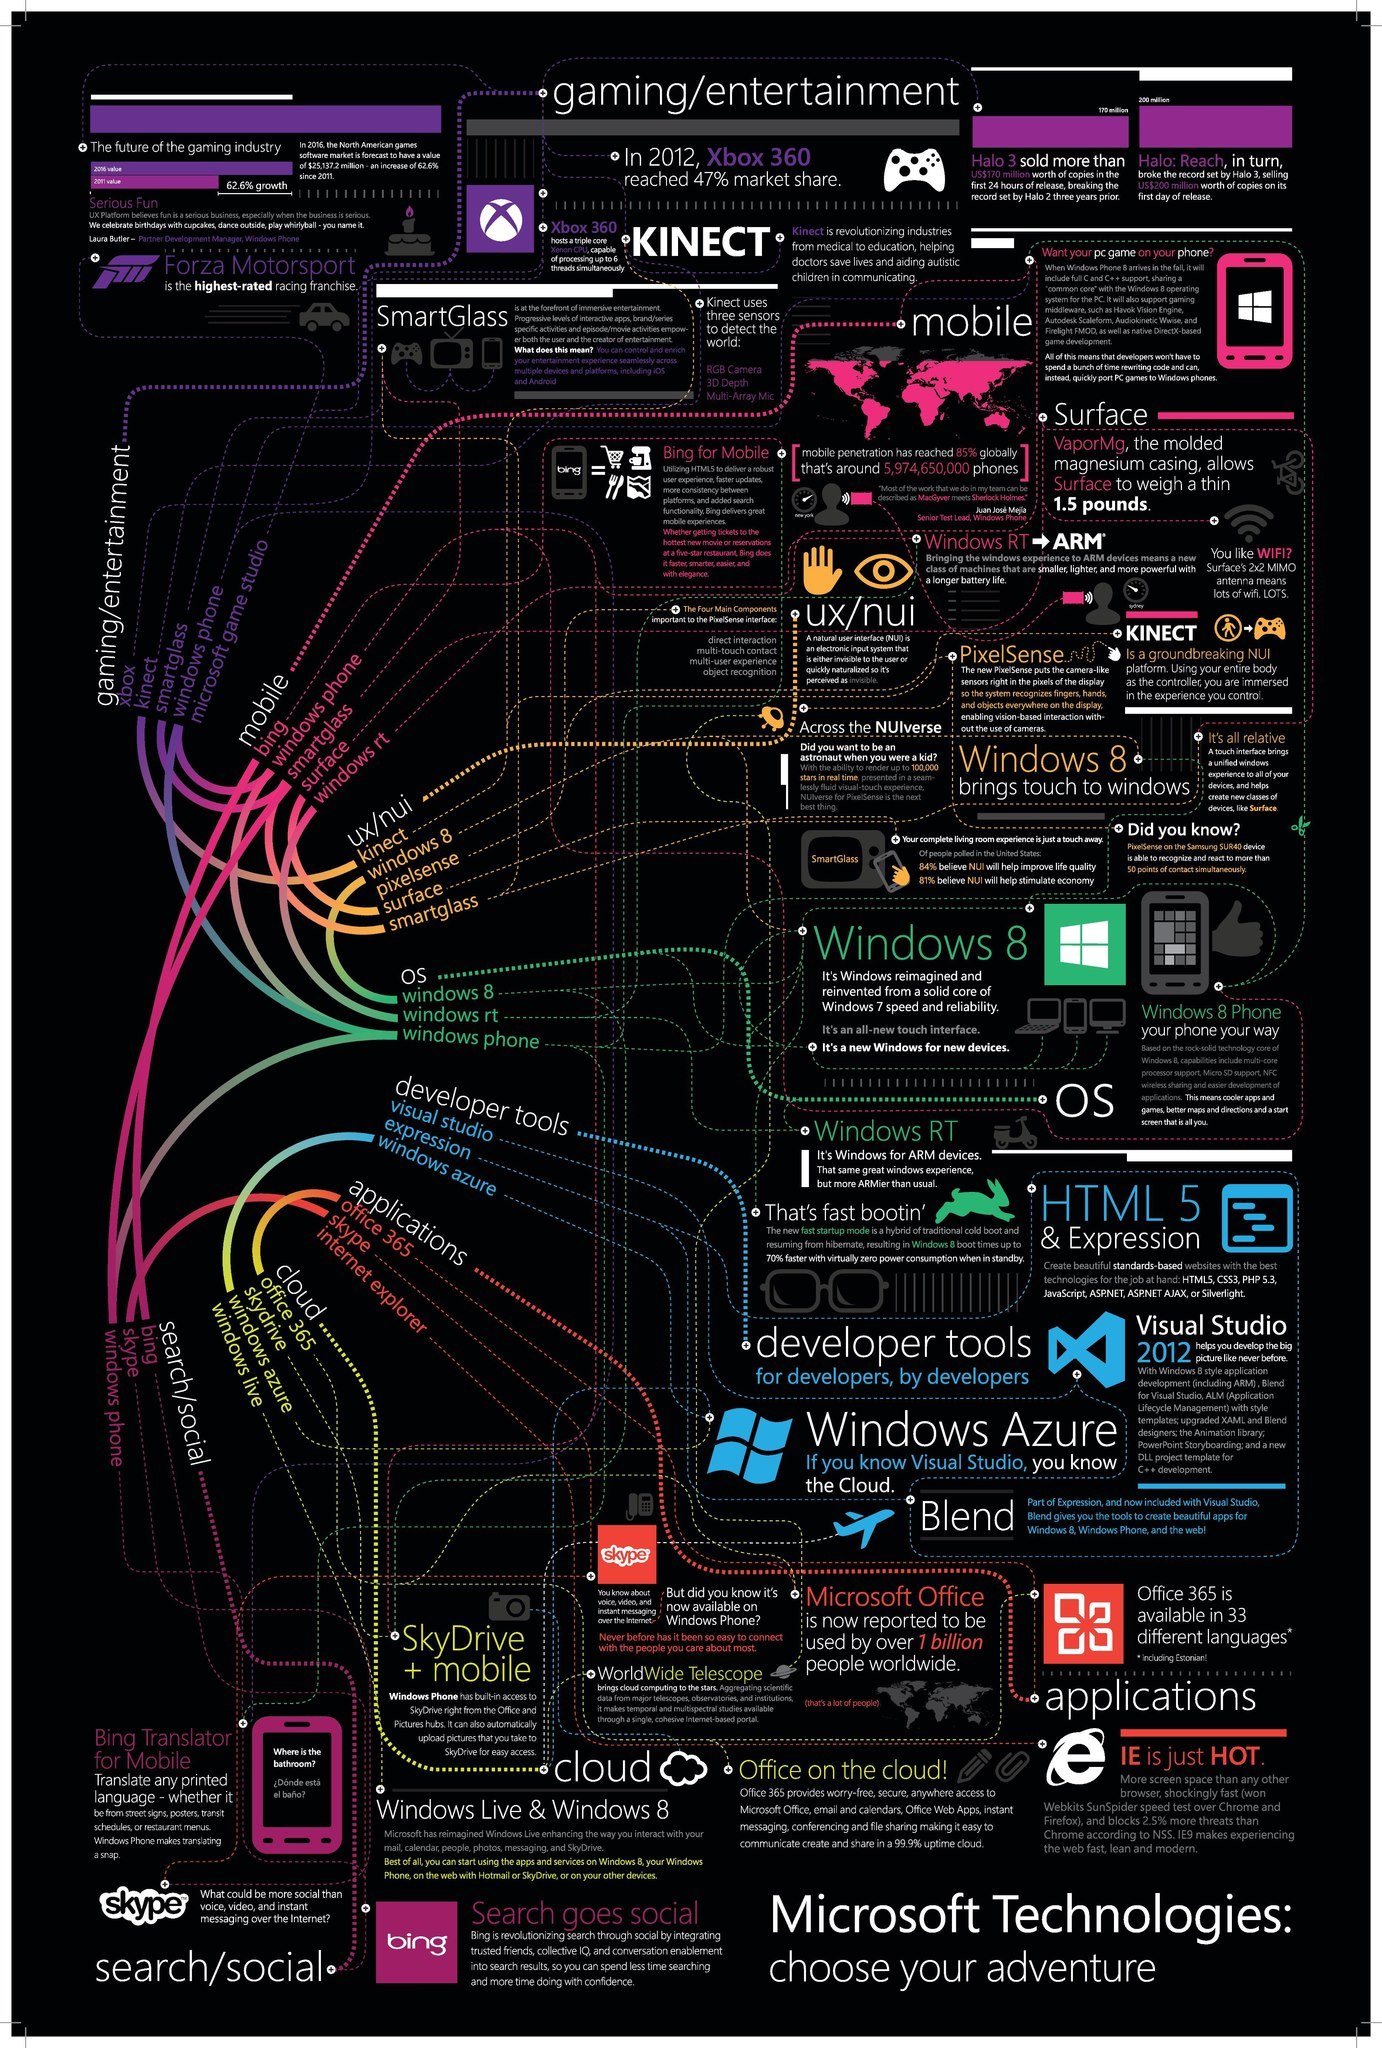 gaming/entertainment
170 million
200 million
The future of the gaming industry
2016 value
2011 value
62.6% growth
In 2016, the North American games
software market is forecast to have a value
of $25,137.2 million - an increase of 62.6%
since 2011.
Serious Fun
UX Platform believes fun is a serious business, especially when the business is serious.
We celebrate birthdays with cupcakes, dance outside, play whirlyball - you name it.
Laura Butler – Partner Development Manager, Windows Phone
Forza Motorsport
is the highest-rated racing franchise.
In 2012, Xbox 360
reached 47% market share.
Xbox 360
hosts a triple core
Xenon CPU, capable
of processing up to 6
threads simultaneously
KINECT
Kinect is revolutionizing industries
from medical to education, helping
doctors save lives and aiding autistic
children in communicating.
Halo 3 sold more than
US$170 million worth of copies in the
first 24 hours of release, breaking the
record set by Halo 2 three years prior.
Halo: Reach, in turn,
broke the record set by Halo 3, selling
US$200 million worth of copies on its
first day of release.
SmartGlass
is at the forefront of immersive entertainment.
Progressive levels of interactive apps, brand/series
specific activities and episode/movie activities empow-
er both the user and the creator of entertainment.
What does this mean? You can control and enrich
your entertainment experience seamlessly across
multiple devices and platforms, including iOS
and Android
Kinect uses
three sensors
to detect the
world:
RGB Camera
3D Depth
Multi-Array Mic
Want your pc game on your phone?
When Windows Phone 8 arrives in the fall, it will
include full C and C++ support, sharing a
"common core" with the Windows 8 operating
system for the PC. It will also support gaming
middleware, such as Havok Vision Engine,
Autodesk Scaleform, Audiokinetic Wwise, and
Firelight FMOD, as well as native DirectX-based
game development.
All of this means that developers won't have to
spend a bunch of time rewriting code and can,
instead, quickly port PC games to Windows phones.
mobile
mobile penetration has reached 85% globally
that's around 5,974,650,000 phones
"Most of the work that we do in my team can be
described as MacGyver meets Sherlock Holmes."
Juan José Mejía
Senior Test Lead, Windows Phone
new york
bing
Bing for Mobile
Utilizing HTML5 to deliver a robust
user experience, faster updates,
more consistency between
platforms, and added search
functionality, Bing delivers great
mobile experiences.
Whether getting tickets to the
hottest new movie or reservations
at a five-star restaurant, Bing does
it faster, smarter, easier, and
with elegance.
Surface
VaporMg, the molded
magnesium casing, allows
Surface to weigh a thin
1.5 pounds.
You like WIFI?
Surface's 2x2 MIMO
antenna means
lots of wifi. LOTS.
Windows RT ➔ ARM®
Bringing the windows experience to ARM devices means a new
class of machines that are smaller, lighter, and more powerful with
a longer battery life.
sydney
gaming/entertainment
xbox
kinect
smartglass
windows phone
microsoft game studio
mobile
bing
windows phone
smartglass
surface
windows rt
ux/nui
kinect
windows 8
pixelsense
surface
smartglass
os
windows 8
windows rt
windows phone
developer tools
visual studio
expression
windows azure
applications
office 365
skype
internet explorer
cloud
office 365
skydrive
windows azure
windows live
search/social
bing
skype
windows phone
The Four Main Components
important to the PixelSense interface:
direct interaction
multi-touch contact
multi-user experience
object recognition
ux/nui
A natural user interface (NUI) is
an electronic input system that
is either invisible to the user or
quickly naturalized so it's
perceived as invisible.
PixelSense
The new PixelSense puts the camera-like
sensors right in the pixels of the display
so the system recognizes fingers, hands,
and objects everywhere on the display,
enabling vision-based interaction with-
out the use of cameras.
KINECT
Is a groundbreaking NUI
platform. Using your entire body
as the controller, you are immersed
in the experience you control.
Across the NUIverse
Did you want to be an
astronaut when you were a kid?
With the ability to render up to 100,000
stars in real time, presented in a seam-
lessly fluid visual-touch experience,
NUIverse for PixelSense is the next
best thing.
Windows 8
brings touch to windows
It's all relative
A touch interface brings
a unified windows
experience to all of your
devices, and helps
create new classes of
devices, like Surface.
SmartGlass
Your complete living room experience is just a touch away.
Of people polled in the United States:
84% believe NUI will help improve life quality
81% believe NUI will help stimulate economy
Did you know?
PixelSense on the Samsung SUR40 device
is able to recognize and react to more than
50 points of contact simultaneously.
Windows 8
It's Windows reimagined and
reinvented from a solid core of
Windows 7 speed and reliability.
It's an all-new touch interface.
It's a new Windows for new devices.
Windows 8 Phone
your phone your way
Based on the rock-solid technology core of
Windows 8, capabilities include multi-core
processor support, Micro SD support, NFC
wireless sharing and easier development of
applications. This means cooler apps and
games, better maps and directions and a start
screen that is all you.
OS
Windows RT
It's Windows for ARM devices.
That same great windows experience,
but more ARMier than usual.
That's fast bootin'
The new fast startup mode is a hybrid of traditional cold boot and
resuming from hibernate, resulting in Windows 8 boot times up to
70% faster with virtually zero power consumption when in standby.
HTML 5
& Expression
Create beautiful standards-based websites with the best
technologies for the job at hand: HTML5, CSS3, PHP 5.3,
JavaScript, ASP.NET, ASP.NET AJAX, or Silverlight.
developer tools
for developers, by developers
Visual Studio
2012 helps you develop the big
picture like never before.
With Windows 8 style application
development (including ARM) , Blend
for Visual Studio, ALM (Application
Lifecycle Management) with style
templates; upgraded XAML and Blend
designers; the Animation library;
PowerPoint Storyboarding; and a new
DLL project template for
C++ development.
Windows Azure
If you know Visual Studio, you know
the Cloud.
Blend
Part of Expression, and now included with Visual Studio,
Blend gives you the tools to create beautiful apps for
Windows 8, Windows Phone, and the web!
skype
You know about
voice, video, and
instant messaging
over the Internet.
But did you know it's
now available on
Windows Phone?
Never before has it been so easy to connect
with the people you care about most.
Microsoft Office
is now reported to be
used by over 1 billion
people worldwide.
(that's a lot of people)
Office 365 is
available in 33
different languages*
* including Estonian!
applications
SkyDrive
+ mobile
Windows Phone has built-in access to
SkyDrive right from the Office and
Pictures hubs. It can also automatically
upload pictures that you take to
SkyDrive for easy access.
WorldWide Telescope
brings cloud computing to the stars. Aggregating scientific
data from major telescopes, observatories, and institutions,
it makes temporal and multispectral studies available
through a single, cohesive Internet-based portal.
Bing Translator
for Mobile
Translate any printed
language - whether it
be from street signs, posters, transit
schedules, or restaurant menus.
Windows Phone makes translating
a snap.
Where is the
bathroom?
¿Dónde está
el baño?
cloud
Windows Live & Windows 8
Microsoft has reimagined Windows Live enhancing the way you interact with your
mail, calendar, people, photos, messaging, and SkyDrive.
Best of all, you can start using the apps and services on Windows 8, your Windows
Phone, on the web with Hotmail or SkyDrive, or on your other devices.
Office on the cloud!
Office 365 provides worry-free, secure, anywhere access to
Microsoft Office, email and calendars, Office Web Apps, instant
messaging, conferencing and file sharing making it easy to
communicate create and share in a 99.9% uptime cloud.
IE is just HOT.
More screen space than any other
browser, shockingly fast (won
Webkits SunSpider speed test over Chrome and
Firefox), and blocks 2.5% more threats than
Chrome according to NSS. IE9 makes experiencing
the web fast, lean and modern.
skype™
What could be more social than
voice, video, and instant
messaging over the Internet?
search/social
bing
Search goes social
Bing is revolutionizing search through social by integrating
trusted friends, collective IQ, and conversation enablement
into search results, so you can spend less time searching
and more time doing with confidence.
Microsoft Technologies:
choose your adventure